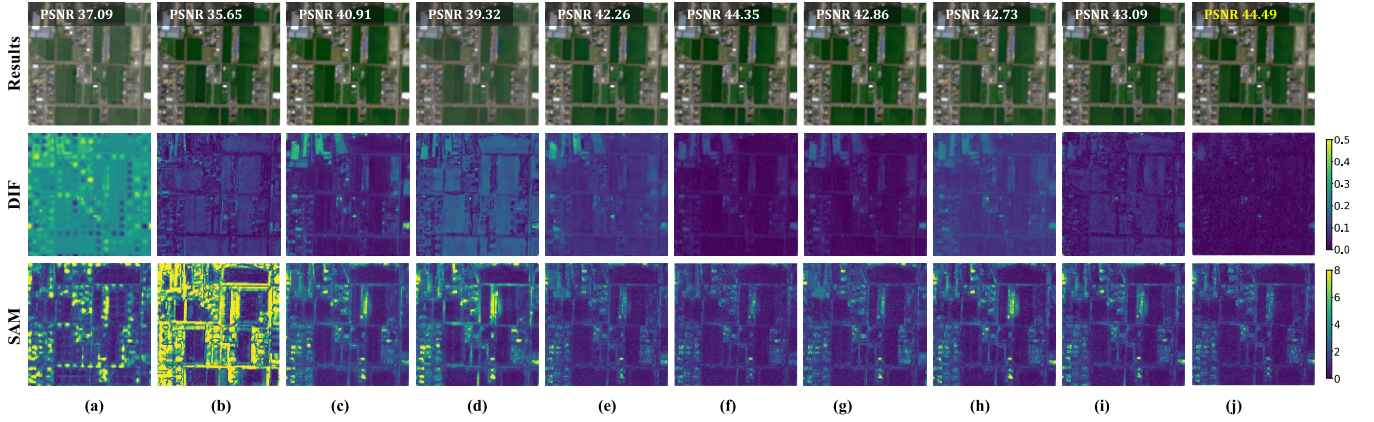 PSNR 37.09 PSNR 35.65 PSNR 40.91 PSNR 39.32 PSNR 42.26 PSNR 44.35 PSNR 42.86 PSNR 42.73 PSNR 43.09 PSNR 44.49
Results
DIF
0.5
0.4
0.3
0.2
0.1
0.0
SAM
8
6
4
2
0
(a) (b) (c) (d) (e) (f) (g) (h) (i) (j)